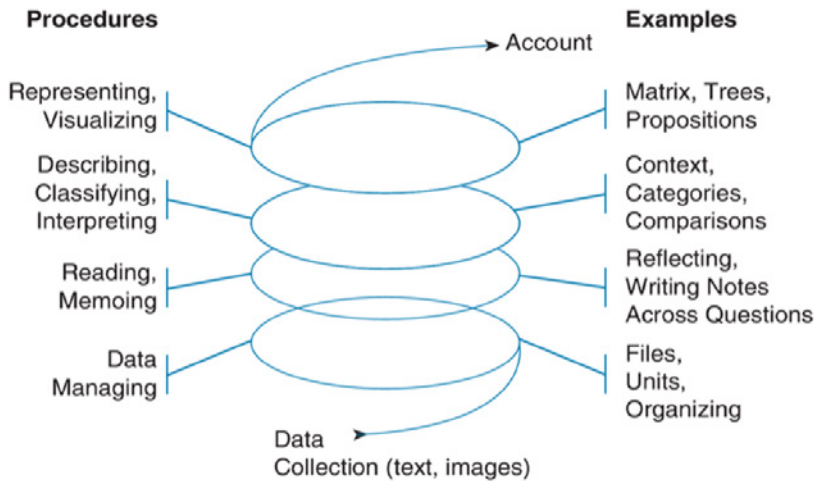 Procedures
Examples
Account
Representing,
Visualizing
Matrix, Trees,
Propositions
Describing,
Classifying,
Interpreting
Context,
Categories,
Comparisons
Reading,
Memoing
Reflecting,
Writing Notes
Across Questions
Data
Managing
Files,
Units,
Organizing
Data
Collection (text, images)